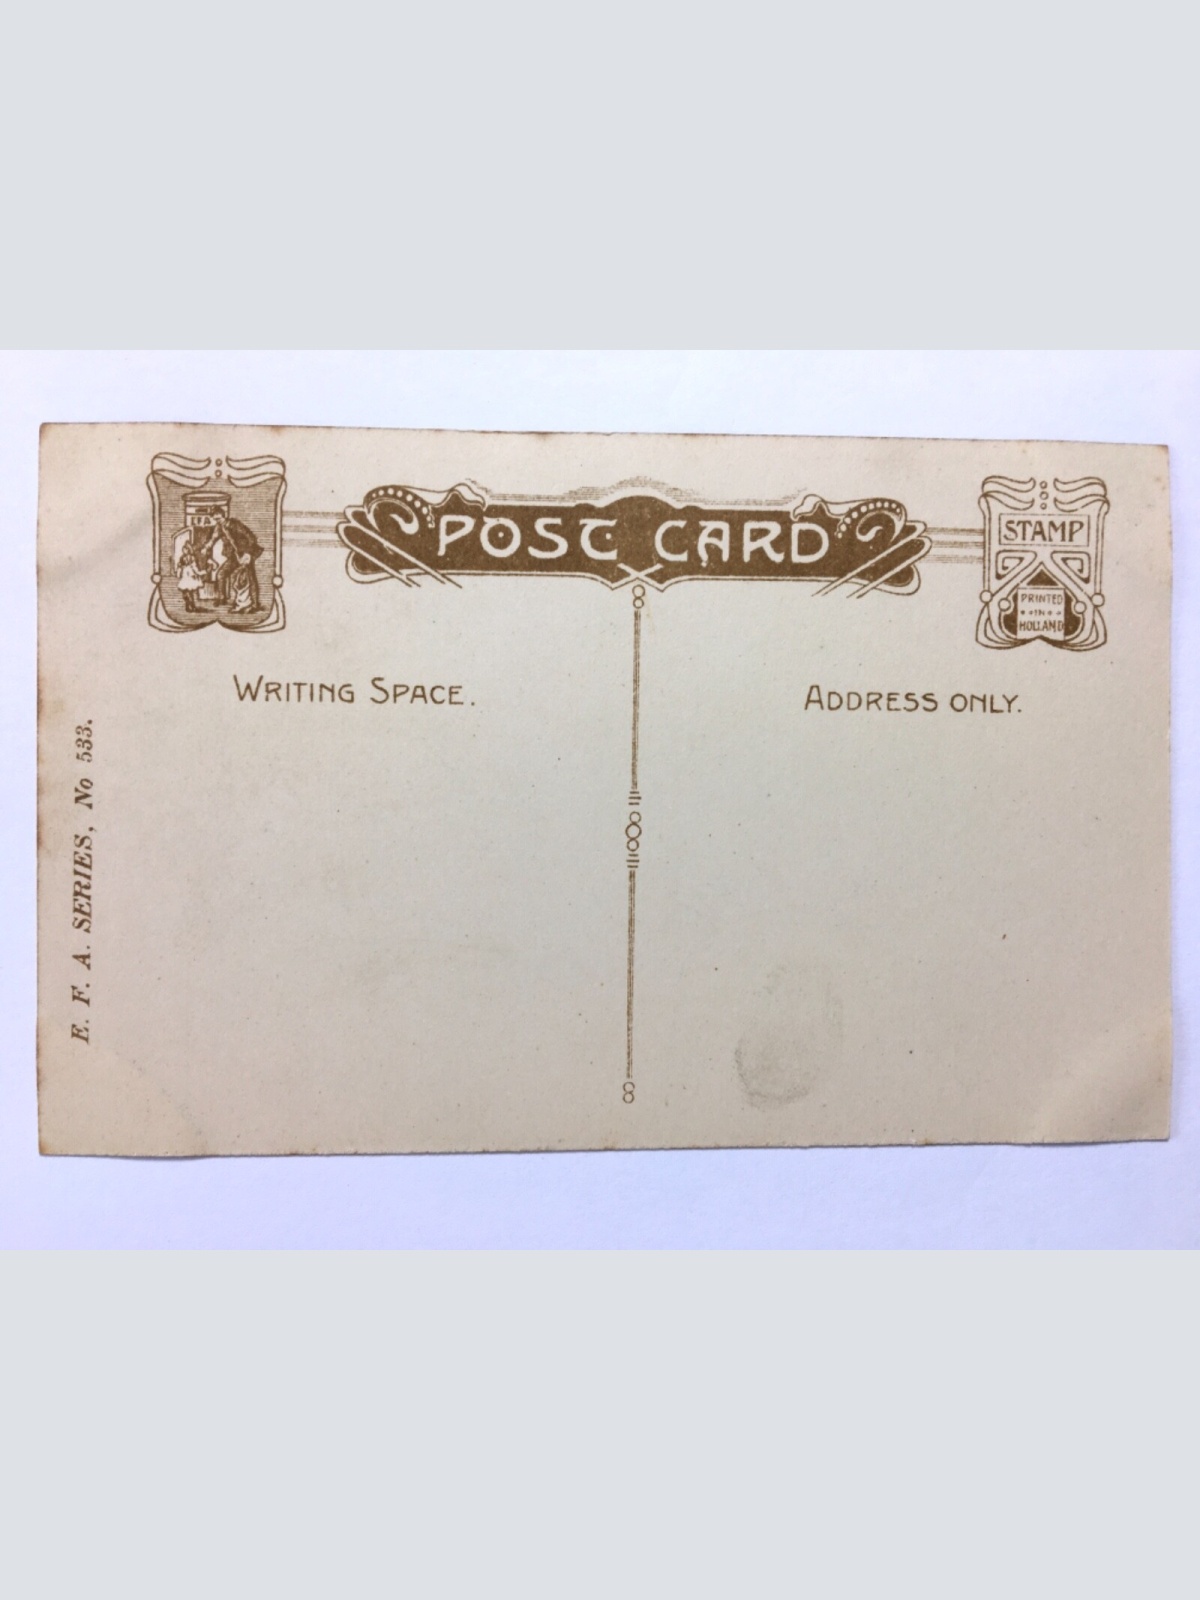 POST CARD
STAMP
PRINTED
IN
HOLLAND
WRITING SPACE.
ADDRESS ONLY.
E. F. A. SERIES, No 533.